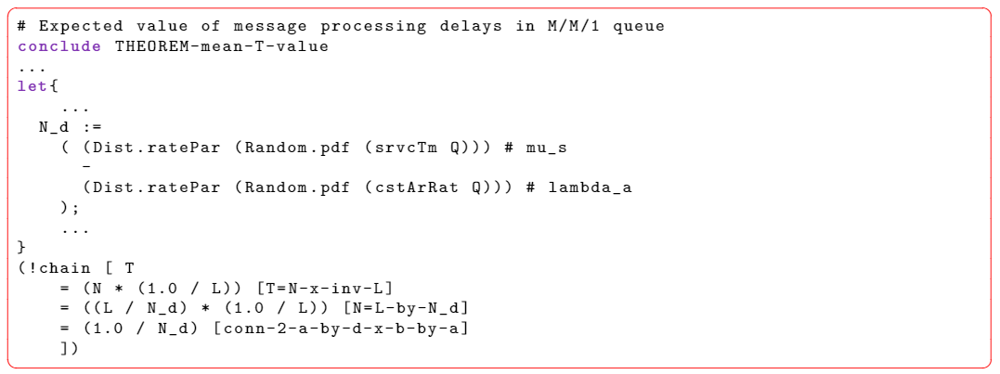 # Expected value of message processing delays in M/M/1 queue
conclude THEOREM-mean-T-value
...
let{
    ...
  N_d :=
    ( (Dist.ratePar (Random.pdf (srvcTm Q))) # mu_s
      -
      (Dist.ratePar (Random.pdf (cstArRat Q))) # lambda_a
    );
    ...
}
(!chain [ T
    = (N * (1.0 / L)) [T=N-x-inv-L]
    = ((L / N_d) * (1.0 / L)) [N=L-by-N_d]
    = (1.0 / N_d) [conn-2-a-by-d-x-b-by-a]
    ])